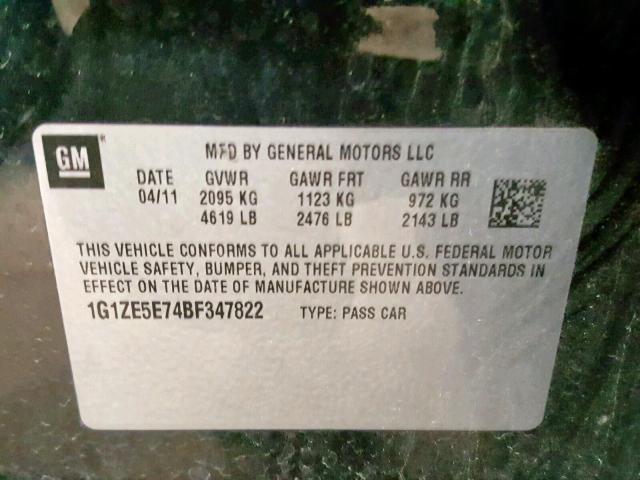 GM
MFD BY GENERAL MOTORS LLC
DATE GVWR GAWR FRT GAWR RR
04/11 2095 KG 1123 KG 972 KG
4619 LB 2476 LB 2143 LB
THIS VEHICLE CONFORMS TO ALL APPLICABLE U.S. FEDERAL MOTOR
VEHICLE SAFETY, BUMPER, AND THEFT PREVENTION STANDARDS IN
EFFECT ON THE DATE OF MANUFACTURE SHOWN ABOVE.
1G1ZE5E74BF347822 TYPE: PASS CAR